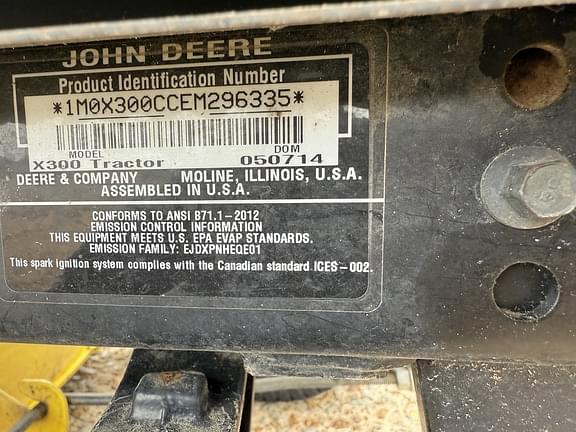 JOHN DEERE
Product Identification Number
*1M0X300CCEM296335*
MODEL DOM
X300 Tractor 050714
DEERE & COMPANY MOLINE, ILLINOIS, U.S.A.
ASSEMBLED IN U.S.A.
CONFORMS TO ANSI B71.1-2012
EMISSION CONTROL INFORMATION
THIS EQUIPMENT MEETS U.S. EPA EVAP STANDARDS.
EMISSION FAMILY: EJDXPNHEQE01
This spark ignition system complies with the Canadian standard ICES-002.